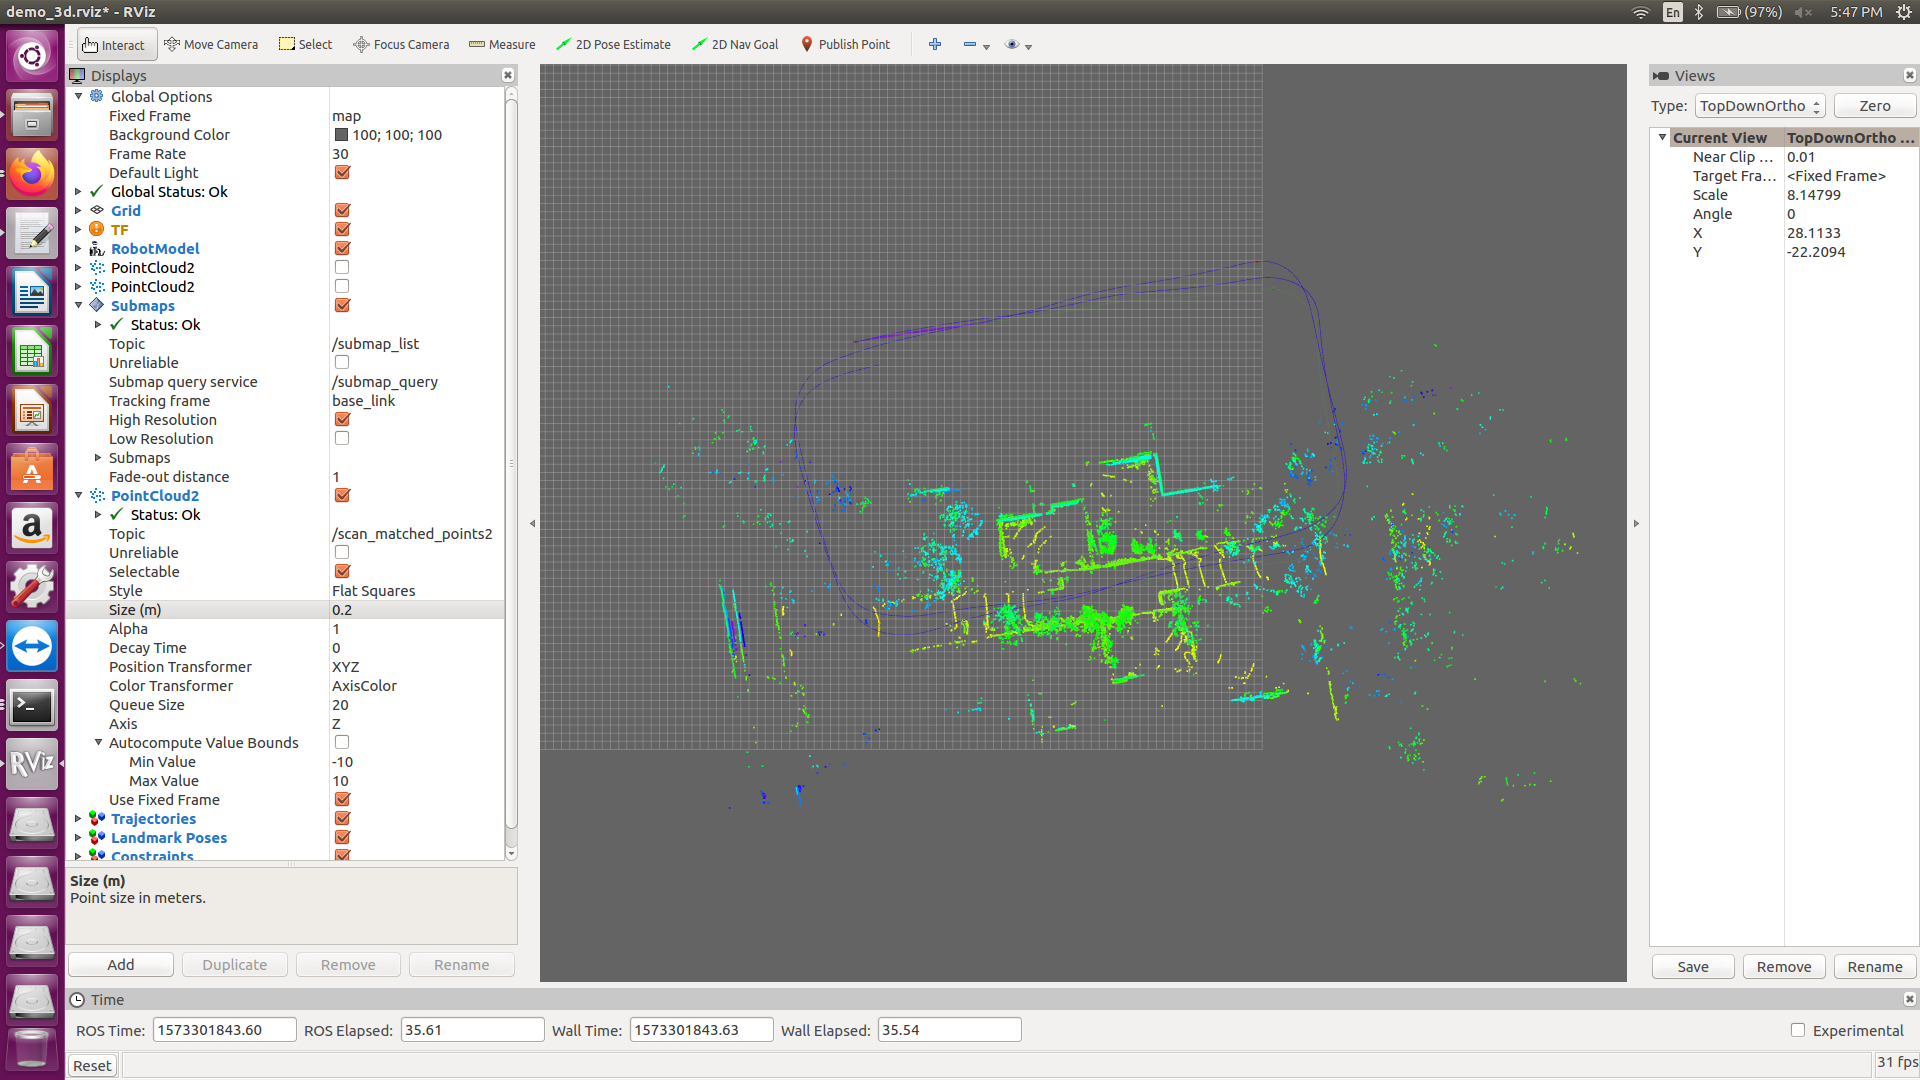 demo_3d.rviz* - RViz
En (97%) 5:47 PM
Interact Move Camera Select Focus Camera Measure 2D Pose Estimate 2D Nav Goal Publish Point
Displays
Global Options
Fixed Frame map
Background Color 100; 100; 100
Frame Rate 30
Default Light
Global Status: Ok
Grid
TF
RobotModel
PointCloud2
PointCloud2
Submaps
Status: Ok
Topic /submap_list
Unreliable
Submap query service /submap_query
Tracking frame base_link
High Resolution
Low Resolution
Submaps
Fade-out distance 1
PointCloud2
Status: Ok
Topic /scan_matched_points2
Unreliable
Selectable
Style Flat Squares
Size (m) 0.2
Alpha 1
Decay Time 0
Position Transformer XYZ
Color Transformer AxisColor
Queue Size 20
Axis Z
Autocompute Value Bounds
Min Value -10
Max Value 10
Use Fixed Frame
Trajectories
Landmark Poses
Constraints
Size (m)
Point size in meters.
Add Duplicate Remove Rename
Views
Type: TopDownOrtho Zero
Current View TopDownOrtho ...
Near Clip ... 0.01
Target Fra... <Fixed Frame>
Scale 8.14799
Angle 0
X 28.1133
Y -22.2094
Save Remove Rename
RViz
Time
ROS Time: 1573301843.60 ROS Elapsed: 35.61 Wall Time: 1573301843.63 Wall Elapsed: 35.54 Experimental
Reset 31 fps